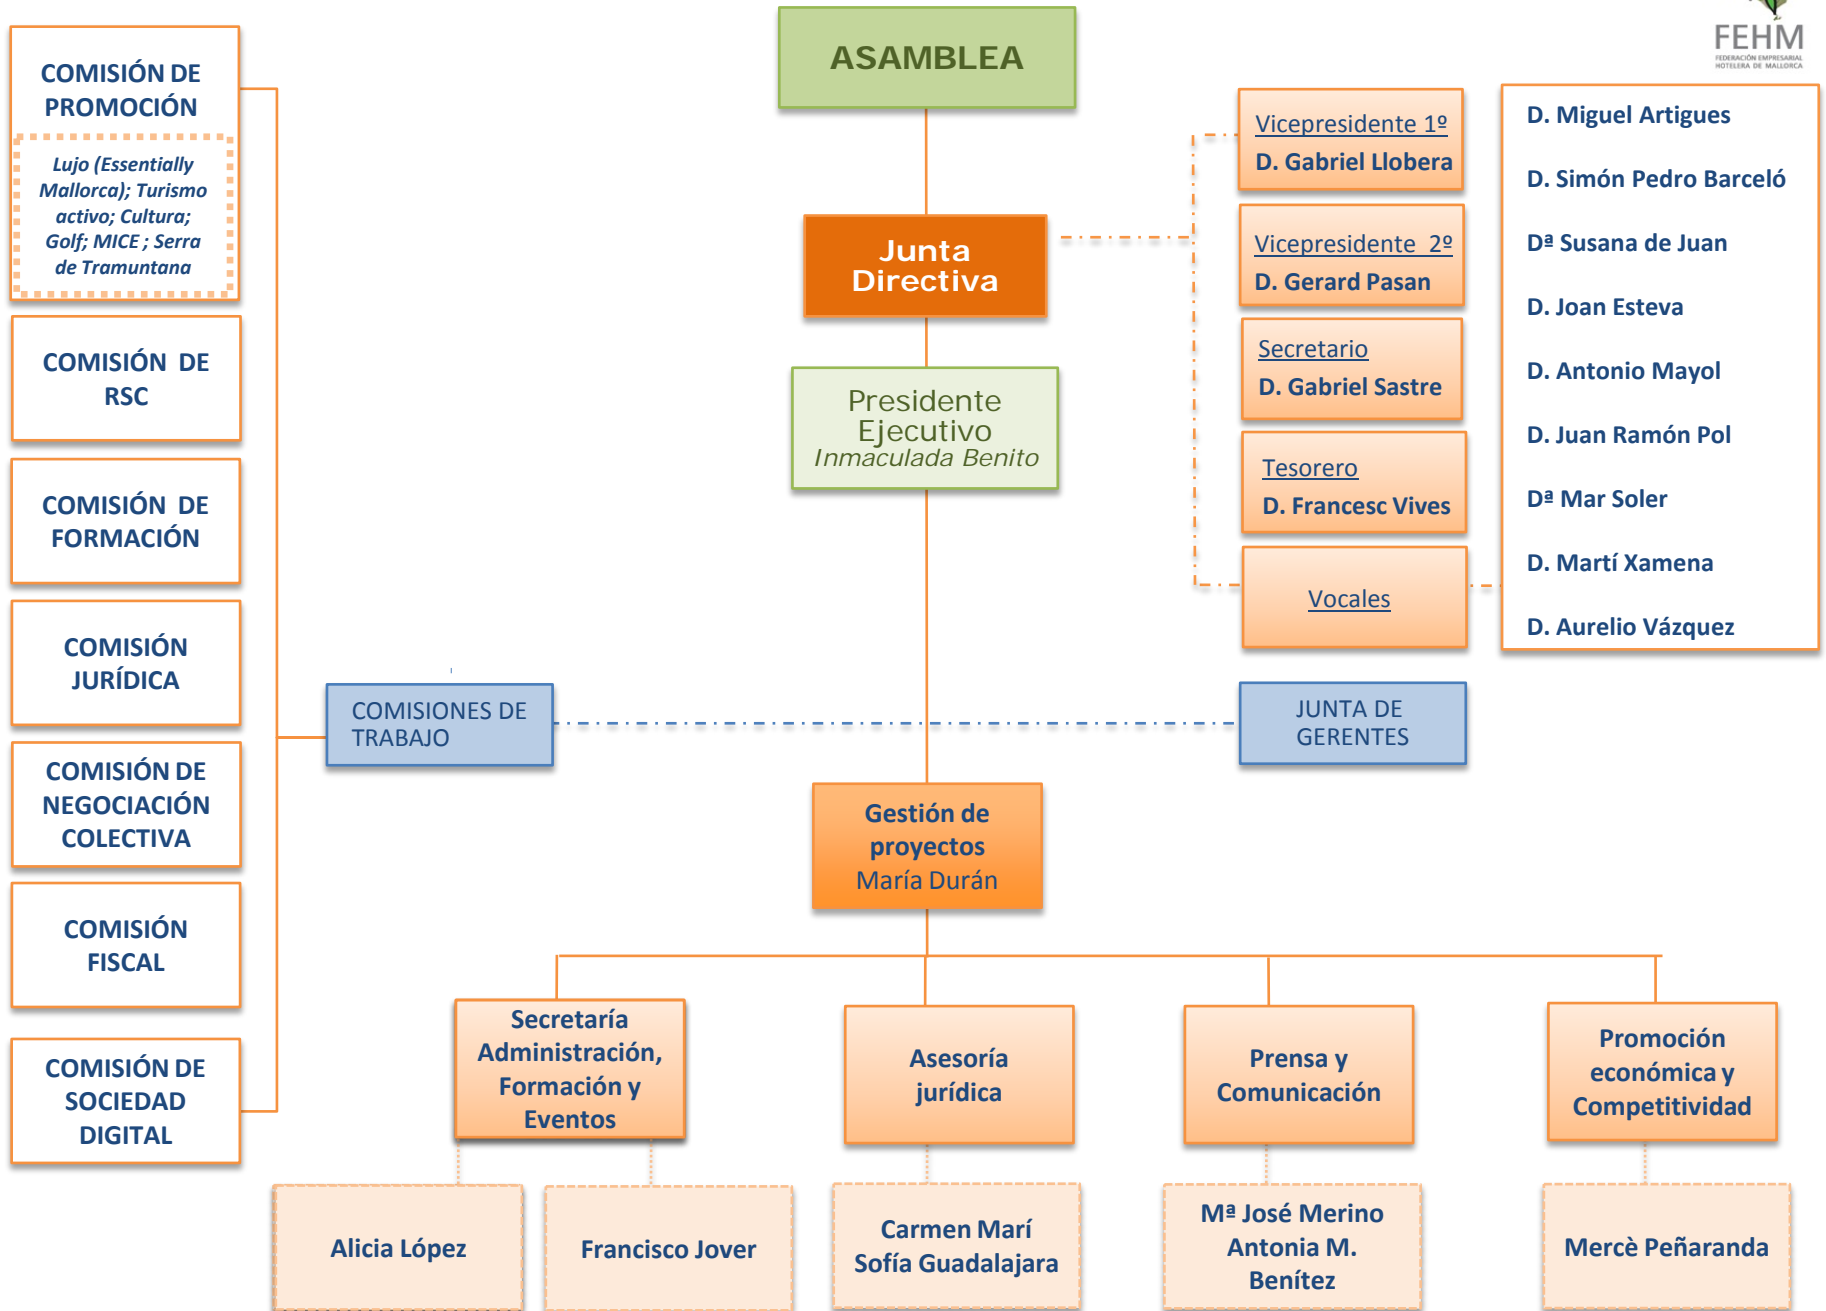 FEHM
FEDERACIÓN EMPRESARIAL
HOTELERA DE MALLORCA
ASAMBLEA
Junta
Directiva
Presidente
Ejecutivo
Inmaculada Benito
COMISIÓN DE
PROMOCIÓN
Lujo (Essentially
Mallorca); Turismo
activo; Cultura;
Golf; MICE ; Serra
de Tramuntana
COMISIÓN DE
RSC
COMISIÓN DE
FORMACIÓN
COMISIÓN
JURÍDICA
COMISIÓN DE
NEGOCIACIÓN
COLECTIVA
COMISIÓN
FISCAL
COMISIÓN DE
SOCIEDAD
DIGITAL
Vicepresidente 1º
D. Gabriel Llobera
Vicepresidente 2º
D. Gerard Pasan
Secretario
D. Gabriel Sastre
Tesorero
D. Francesc Vives
Vocales
D. Miguel Artigues
D. Simón Pedro Barceló
Dª Susana de Juan
D. Joan Esteva
D. Antonio Mayol
D. Juan Ramón Pol
Dª Mar Soler
D. Martí Xamena
D. Aurelio Vázquez
COMISIONES DE
TRABAJO
JUNTA DE
GERENTES
Gestión de
proyectos
María Durán
Secretaría
Administración,
Formación y
Eventos
Asesoría
jurídica
Prensa y
Comunicación
Promoción
económica y
Competitividad
Alicia López
Francisco Jover
Carmen Marí
Sofía Guadalajara
Mª José Merino
Antonia M.
Benítez
Mercè Peñaranda